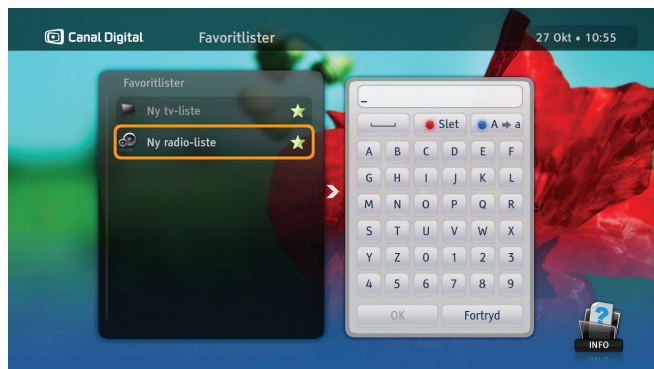 Canal Digital
Favoritlister
27 Okt • 10:55
Favoritlister
Ny tv-liste
Ny radio-liste
_
Slet
A ⇒ a
A B C D E F
G H I J K L
M N O P Q R
S T U V W X
Y Z 0 1 2 3
4 5 6 7 8 9
OK
Fortryd
?
INFO